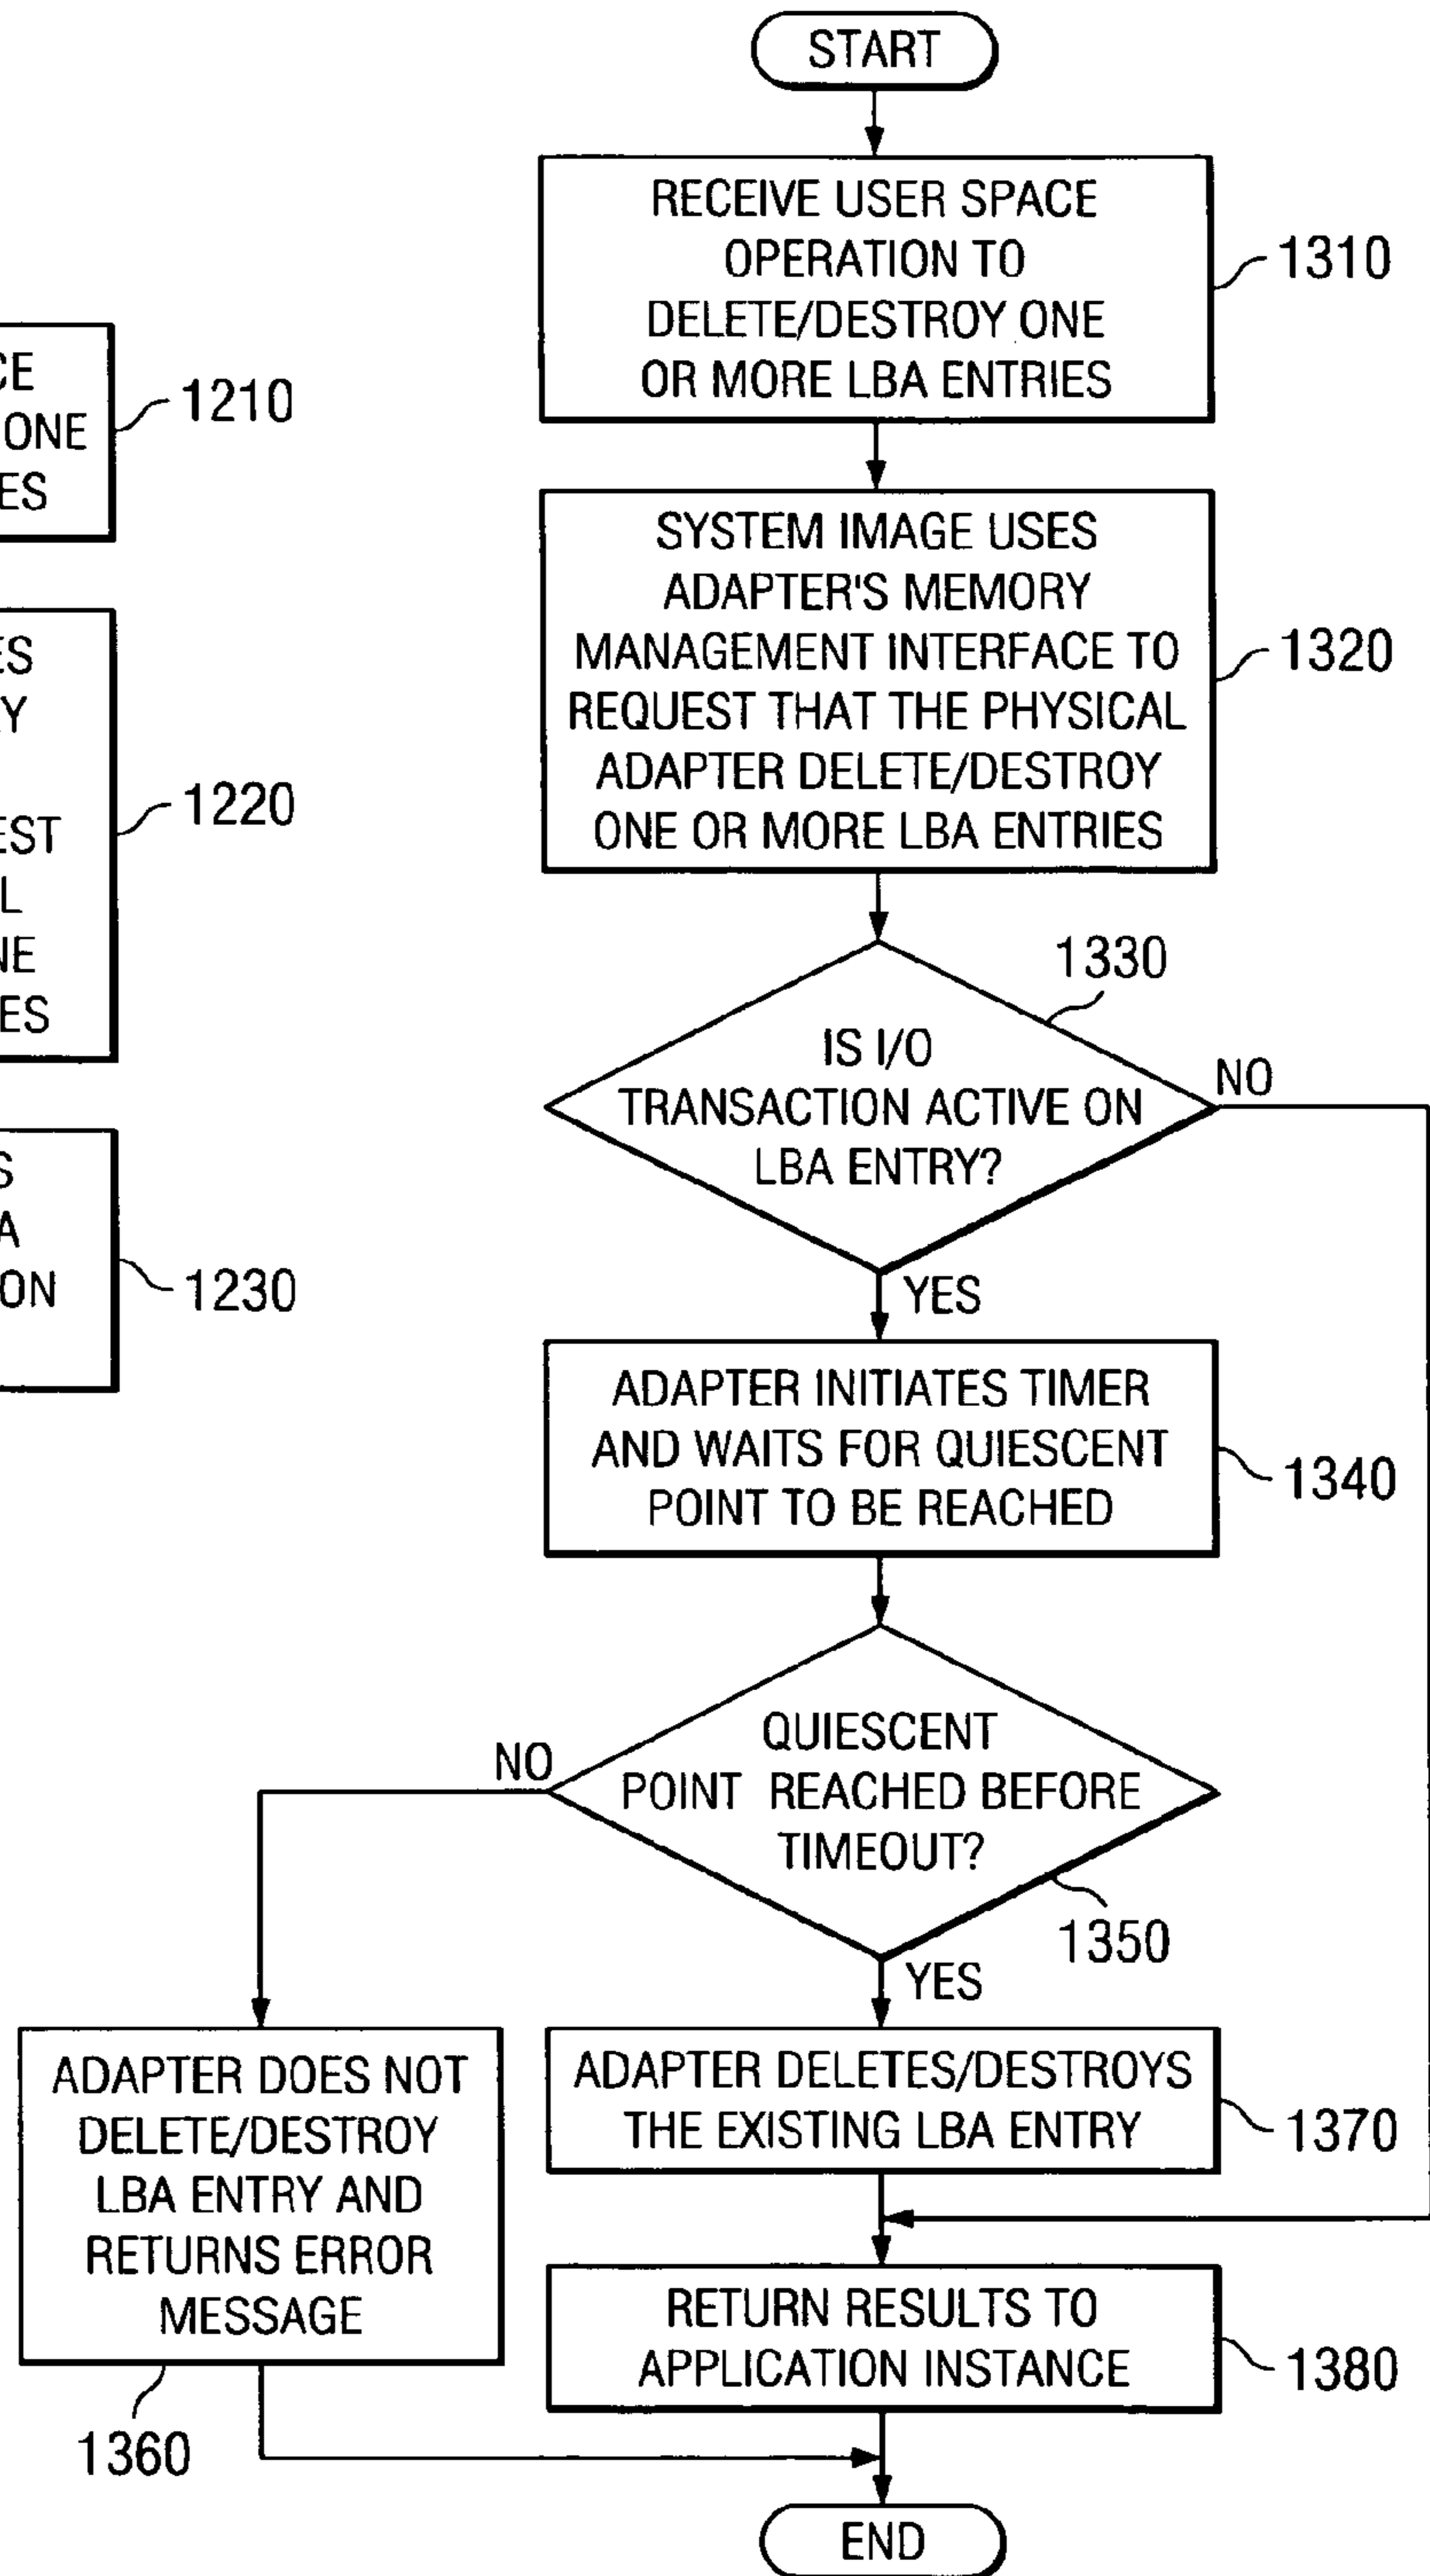 START
RECEIVE USER SPACE
OPERATION TO
DELETE/DESTROY ONE
OR MORE LBA ENTRIES
1310
CE
ONE
ES
1210
SYSTEM IMAGE USES
ADAPTER'S MEMORY
MANAGEMENT INTERFACE TO
REQUEST THAT THE PHYSICAL
ADAPTER DELETE/DESTROY
ONE OR MORE LBA ENTRIES
1320
ES
RY
EST
L
NE
ES
1220
1330
IS I/O
TRANSACTION ACTIVE ON
LBA ENTRY?
NO
YES
S
A
ON
1230
ADAPTER INITIATES TIMER
AND WAITS FOR QUIESCENT
POINT TO BE REACHED
1340
QUIESCENT
POINT REACHED BEFORE
TIMEOUT?
NO
1350
YES
ADAPTER DOES NOT
DELETE/DESTROY
LBA ENTRY AND
RETURNS ERROR
MESSAGE
1360
ADAPTER DELETES/DESTROYS
THE EXISTING LBA ENTRY
1370
RETURN RESULTS TO
APPLICATION INSTANCE
1380
END